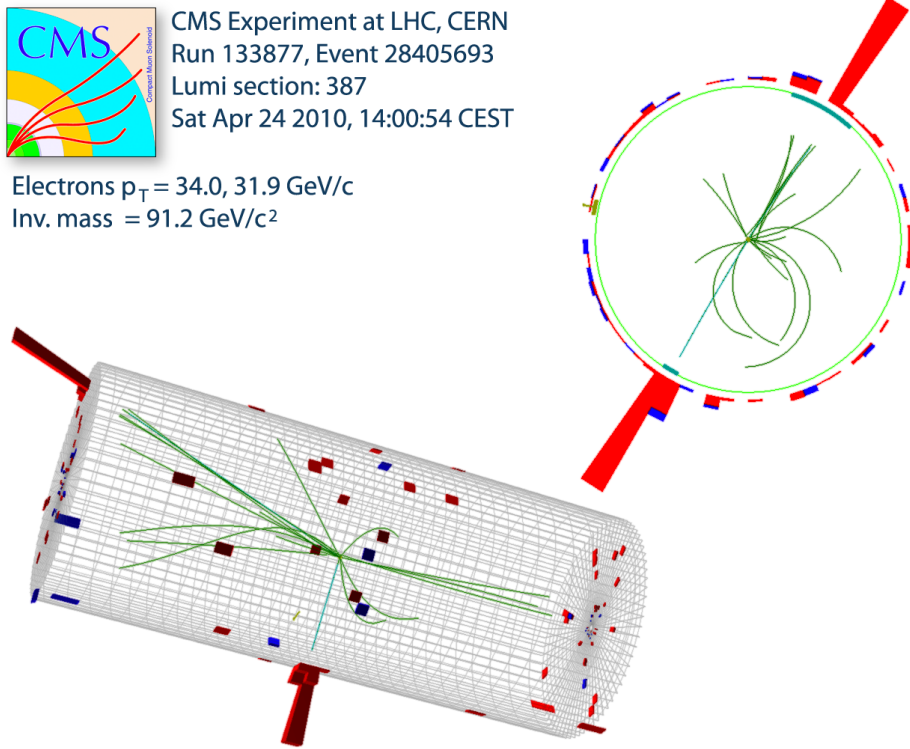 CMS
Compact Muon Solenoid
CMS Experiment at LHC, CERN
Run 133877, Event 28405693
Lumi section: 387
Sat Apr 24 2010, 14:00:54 CEST
Electrons pT = 34.0, 31.9 GeV/c
Inv. mass = 91.2 GeV/c²